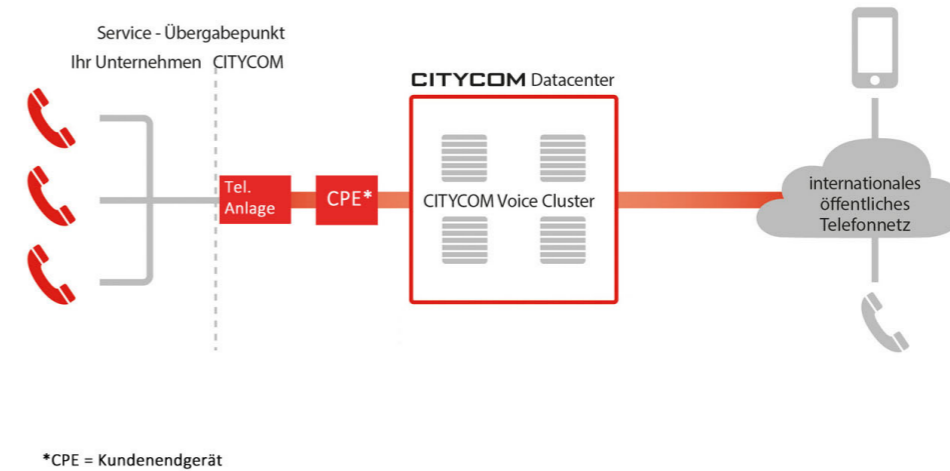 Service - Übergabepunkt
Ihr Unternehmen CITYCOM
CITYCOM Datacenter
Tel.
Anlage
CPE*
CITYCOM Voice Cluster
internationales
öffentliches
Telefonnetz
*CPE = Kundenendgerät